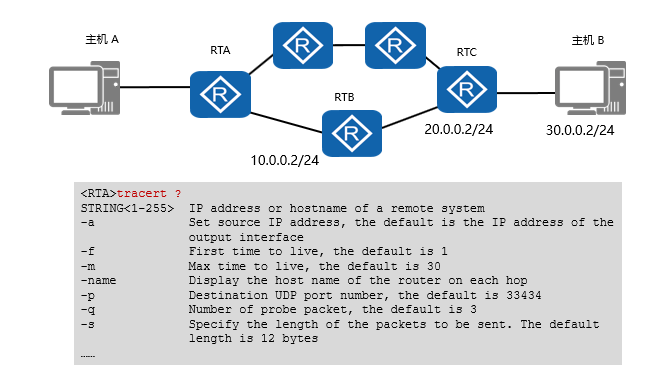 主机 A
主机 B
RTA
RTC
RTB
R
R
R
R
R
20.0.0.2/24
30.0.0.2/24
10.0.0.2/24
<RTA>tracert ?
STRING<1-255> IP address or hostname of a remote system
-a Set source IP address, the default is the IP address of the
output interface
-f First time to live, the default is 1
-m Max time to live, the default is 30
-name Display the host name of the router on each hop
-p Destination UDP port number, the default is 33434
-q Number of probe packet, the default is 3
-s Specify the length of the packets to be sent. The default
length is 12 bytes
……